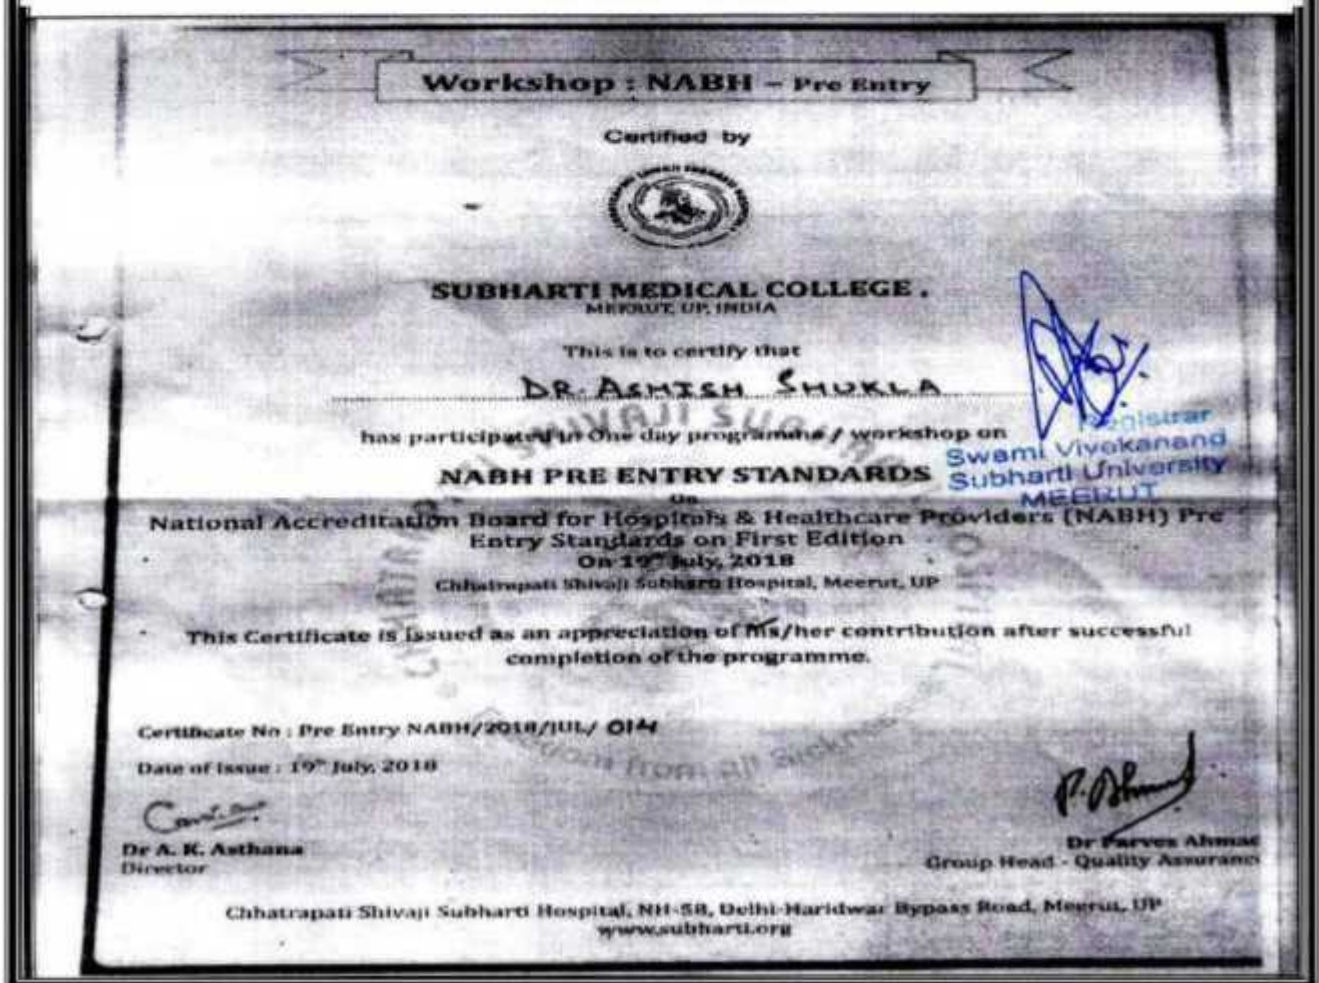 Workshop : NABH – Pre Entry
Certified by
SUBHARTI MEDICAL COLLEGE .
MEERUT, UP, INDIA
This is to certify that
DR. ASHISH SHUKLA
has participated in One day programme / workshop on
NABH PRE ENTRY STANDARDS
On
National Accreditation Board for Hospitals & Healthcare Providers (NABH) Pre
Entry Standards on First Edition
On 19th July, 2018
Chhatrapati Shivaji Subharti Hospital, Meerut, UP
Registrar
Swami Vivekanand
Subharti University
MEERUT
This Certificate is issued as an appreciation of his/her contribution after successful
completion of the programme.
Certificate No : Pre Entry NABH/2018/JUL/ 014
Date of Issue : 19th July, 2018
Dr A. K. Asthana
Director
P. Ahmad
Dr Parves Ahmad
Group Head - Quality Assurance
Chhatrapati Shivaji Subharti Hospital, NH-58, Delhi-Haridwar Bypass Road, Meerut, UP
www.subharti.org